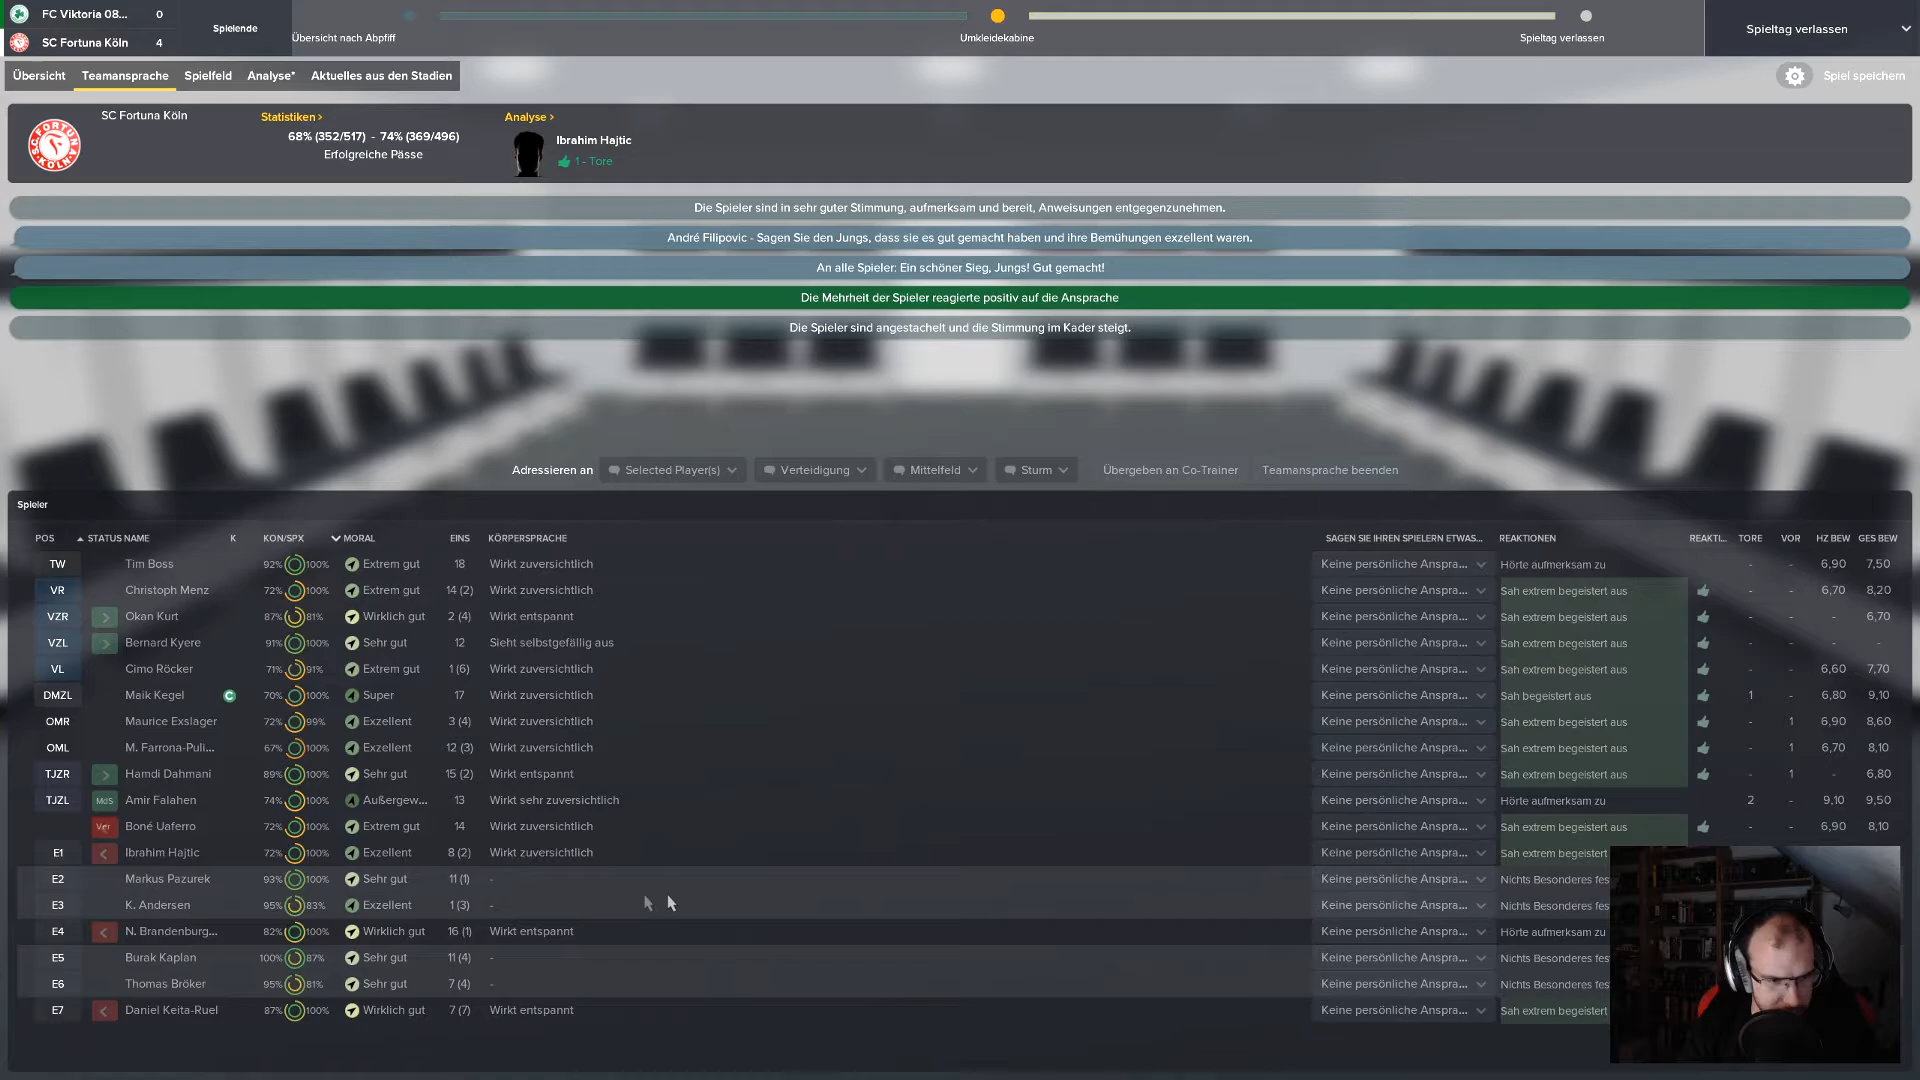 FC Viktoria 08... 0
SC Fortuna Köln 4
Spielende
Übersicht nach Abpfiff
Umkleidekabine
Spieltag verlassen
Spieltag verlassen
Übersicht Teamansprache Spielfeld Analyse* Aktuelles aus den Stadien
Spiel speichern
SC Fortuna Köln
Statistiken ›
68% (352/517) - 74% (369/496)
Erfolgreiche Pässe
Analyse ›
Ibrahim Hajtic
1 - Tore
Die Spieler sind in sehr guter Stimmung, aufmerksam und bereit, Anweisungen entgegenzunehmen.
André Filipovic - Sagen Sie den Jungs, dass sie es gut gemacht haben und ihre Bemühungen exzellent waren.
An alle Spieler: Ein schöner Sieg, Jungs! Gut gemacht!
Die Mehrheit der Spieler reagierte positiv auf die Ansprache
Die Spieler sind angestachelt und die Stimmung im Kader steigt.
Adressieren an Selected Player(s) Verteidigung Mittelfeld Sturm Übergeben an Co-Trainer Teamansprache beenden
Spieler
POS STATUS NAME K KON/SPX MORAL EINS KÖRPERSPRACHE SAGEN SIE IHREN SPIELERN ETWAS... REAKTIONEN REAKTI... TORE VOR HZ BEW GES BEW
TW Tim Boss 92% 100% Extrem gut 18 Wirkt zuversichtlich Keine persönliche Anspra... Hörte aufmerksam zu - - 6,90 7,50
VR Christoph Menz 72% 100% Extrem gut 14 (2) Wirkt zuversichtlich Keine persönliche Anspra... Sah extrem begeistert aus - - 6,70 8,20
VZR Okan Kurt 87% 81% Wirklich gut 2 (4) Wirkt entspannt Keine persönliche Anspra... Sah extrem begeistert aus - - - 6,70
VZL Bernard Kyere 91% 100% Sehr gut 12 Sieht selbstgefällig aus Keine persönliche Anspra... Sah extrem begeistert aus - - - -
VL Cimo Röcker 71% 91% Extrem gut 1 (6) Wirkt zuversichtlich Keine persönliche Anspra... Sah extrem begeistert aus - - 6,60 7,70
DMZL Maik Kegel C 70% 100% Super 17 Wirkt zuversichtlich Keine persönliche Anspra... Sah begeistert aus 1 - 6,80 9,10
OMR Maurice Exslager 72% 99% Exzellent 3 (4) Wirkt zuversichtlich Keine persönliche Anspra... Sah extrem begeistert aus - 1 6,90 8,60
OML M. Farrona-Puli... 67% 100% Exzellent 12 (3) Wirkt zuversichtlich Keine persönliche Anspra... Sah extrem begeistert aus - 1 6,70 8,10
TJZR Hamdi Dahmani 89% 100% Sehr gut 15 (2) Wirkt entspannt Keine persönliche Anspra... Sah extrem begeistert aus - 1 - 6,80
TJZL MdS Amir Falahen 74% 100% Außergew... 13 Wirkt sehr zuversichtlich Keine persönliche Anspra... Hörte aufmerksam zu 2 - 9,10 9,50
Ver Boné Uaferro 72% 100% Extrem gut 14 Wirkt zuversichtlich Keine persönliche Anspra... Sah extrem begeistert aus - - 6,90 8,10
E1 Ibrahim Hajtic 72% 100% Exzellent 8 (2) Wirkt zuversichtlich Keine persönliche Anspra... Sah extrem begeistert
E2 Markus Pazurek 93% 100% Sehr gut 11 (1) - Keine persönliche Anspra... Nichts Besonderes fes
E3 K. Andersen 95% 83% Exzellent 1 (3) - Keine persönliche Anspra... Nichts Besonderes fes
E4 N. Brandenburg... 82% 100% Wirklich gut 16 (1) Wirkt entspannt Keine persönliche Anspra... Hörte aufmerksam zu
E5 Burak Kaplan 100% 87% Sehr gut 11 (4) - Keine persönliche Anspra... Nichts Besonderes fes
E6 Thomas Bröker 95% 81% Sehr gut 7 (4) - Keine persönliche Anspra... Nichts Besonderes fes
E7 Daniel Keita-Ruel 87% 100% Wirklich gut 7 (7) Wirkt entspannt Keine persönliche Anspra... Sah extrem begeistert